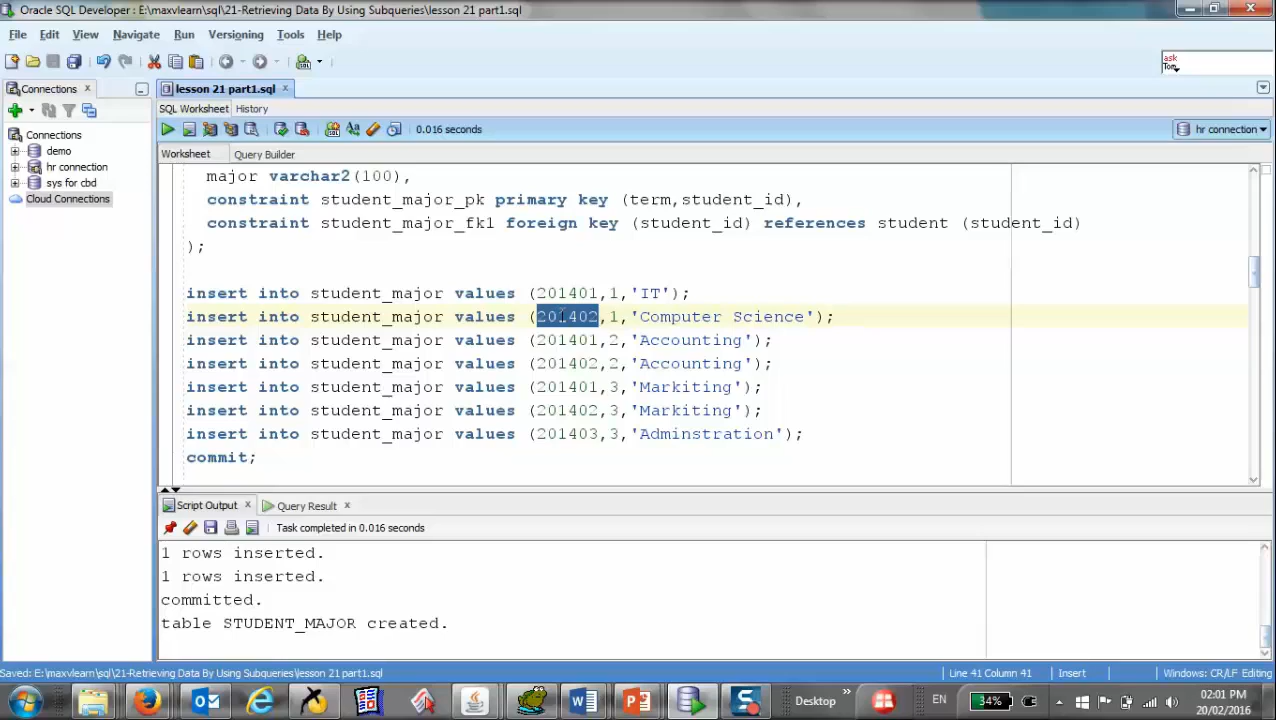 Oracle SQL Developer : E:\maxvlearn\sql\21-Retrieving Data By Using Subqueries\lesson 21 part1.sql
File Edit View Navigate Run Versioning Tools Help
ask
Tom
Connections
lesson 21 part1.sql
SQL Worksheet History
0.016 seconds
hr connection
Connections
demo
hr connection
sys for cbd
Cloud Connections
Worksheet Query Builder
major varchar2(100),
constraint student_major_pk primary key (term,student_id),
constraint student_major_fk1 foreign key (student_id) references student (student_id)
);
insert into student_major values (201401,1,'IT');
insert into student_major values (201402,1,'Computer Science');
insert into student_major values (201401,2,'Accounting');
insert into student_major values (201402,2,'Accounting');
insert into student_major values (201401,3,'Markiting');
insert into student_major values (201402,3,'Markiting');
insert into student_major values (201403,3,'Adminstration');
commit;
Script Output Query Result
Task completed in 0.016 seconds
1 rows inserted.
1 rows inserted.
committed.
table STUDENT_MAJOR created.
Saved: E:\maxvlearn\sql\21-Retrieving Data By Using Subqueries\lesson 21 part1.sql
Line 41 Column 41 Insert Windows: CR/LF Editing
Desktop EN 34% 02:01 PM
20/02/2016